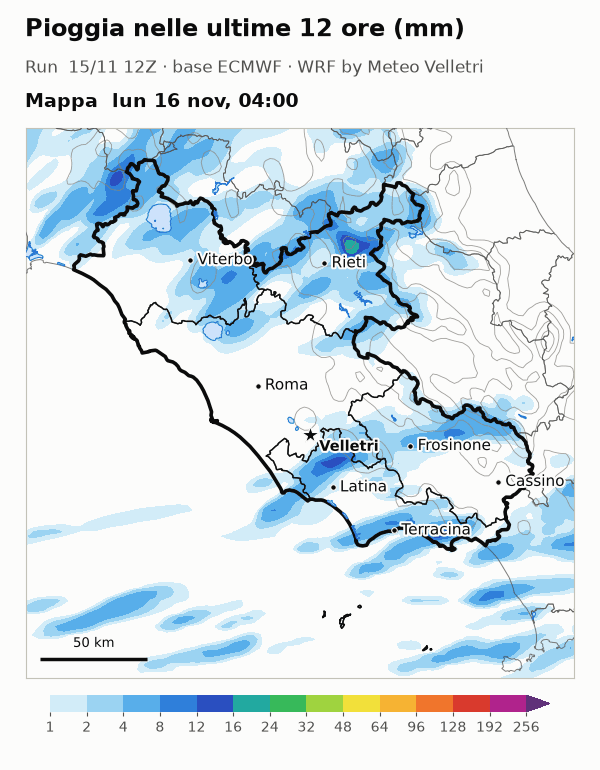 Pioggia nelle ultime 12 ore (mm)
Run  15/11 12Z · base ECMWF · WRF by Meteo Velletri
Mappa  lun 16 nov, 04:00
Viterbo
Rieti
Roma
Velletri
Frosinone
Cassino
Latina
Terracina
50 km
1 2 4 8 12 16 24 32 48 64 96 128 192 256